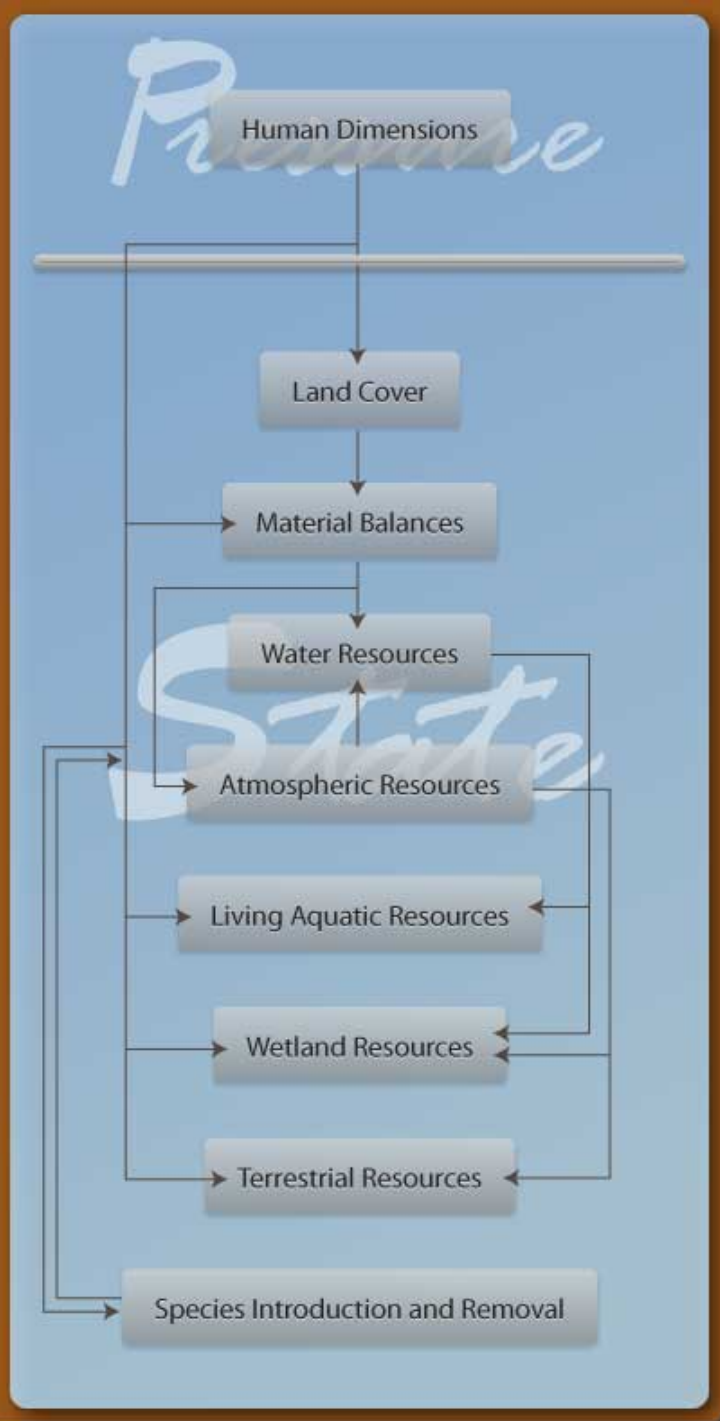 Pressure
Human Dimensions
Land Cover
Material Balances
Water Resources
State
Atmospheric Resources
Living Aquatic Resources
Wetland Resources
Terrestrial Resources
Species Introduction and Removal